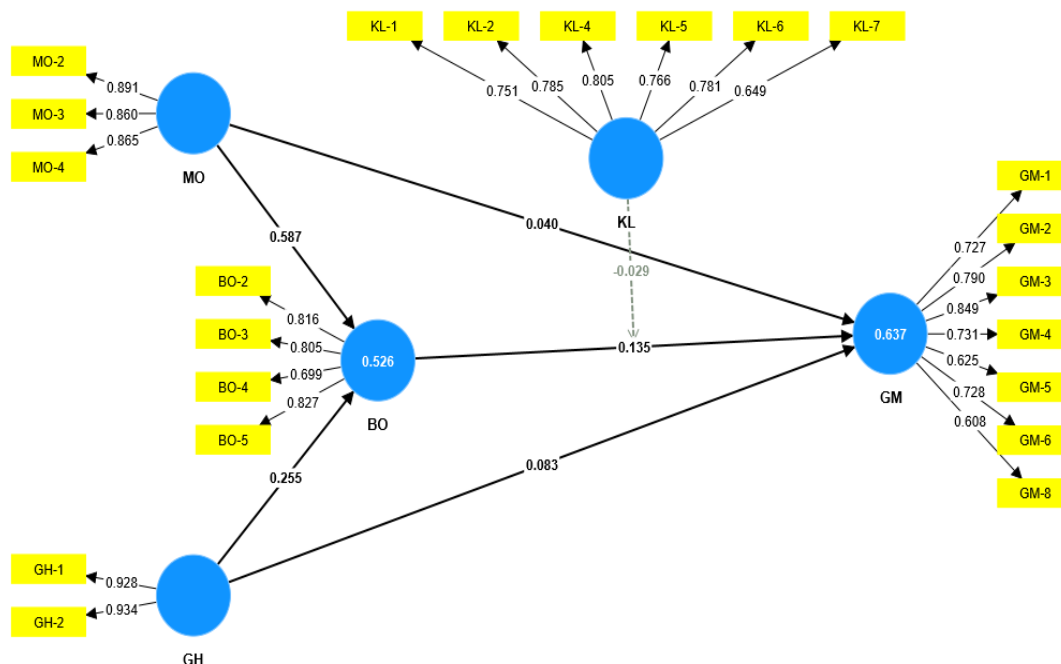 KL-1 KL-2 KL-4 KL-5 KL-6 KL-7
0.751 0.785 0.805 0.766 0.781 0.649
KL
MO-2
MO-3
MO-4
0.891
0.860
0.865
MO
0.587
0.040
-0.029
0.135
BO-2
BO-3
BO-4
BO-5
0.816
0.805
0.699
0.827
0.526
BO
0.255
0.083
GH-1
GH-2
0.928
0.934
GH
0.637
GM
0.727
0.790
0.849
0.731
0.625
0.728
0.608
GM-1
GM-2
GM-3
GM-4
GM-5
GM-6
GM-8